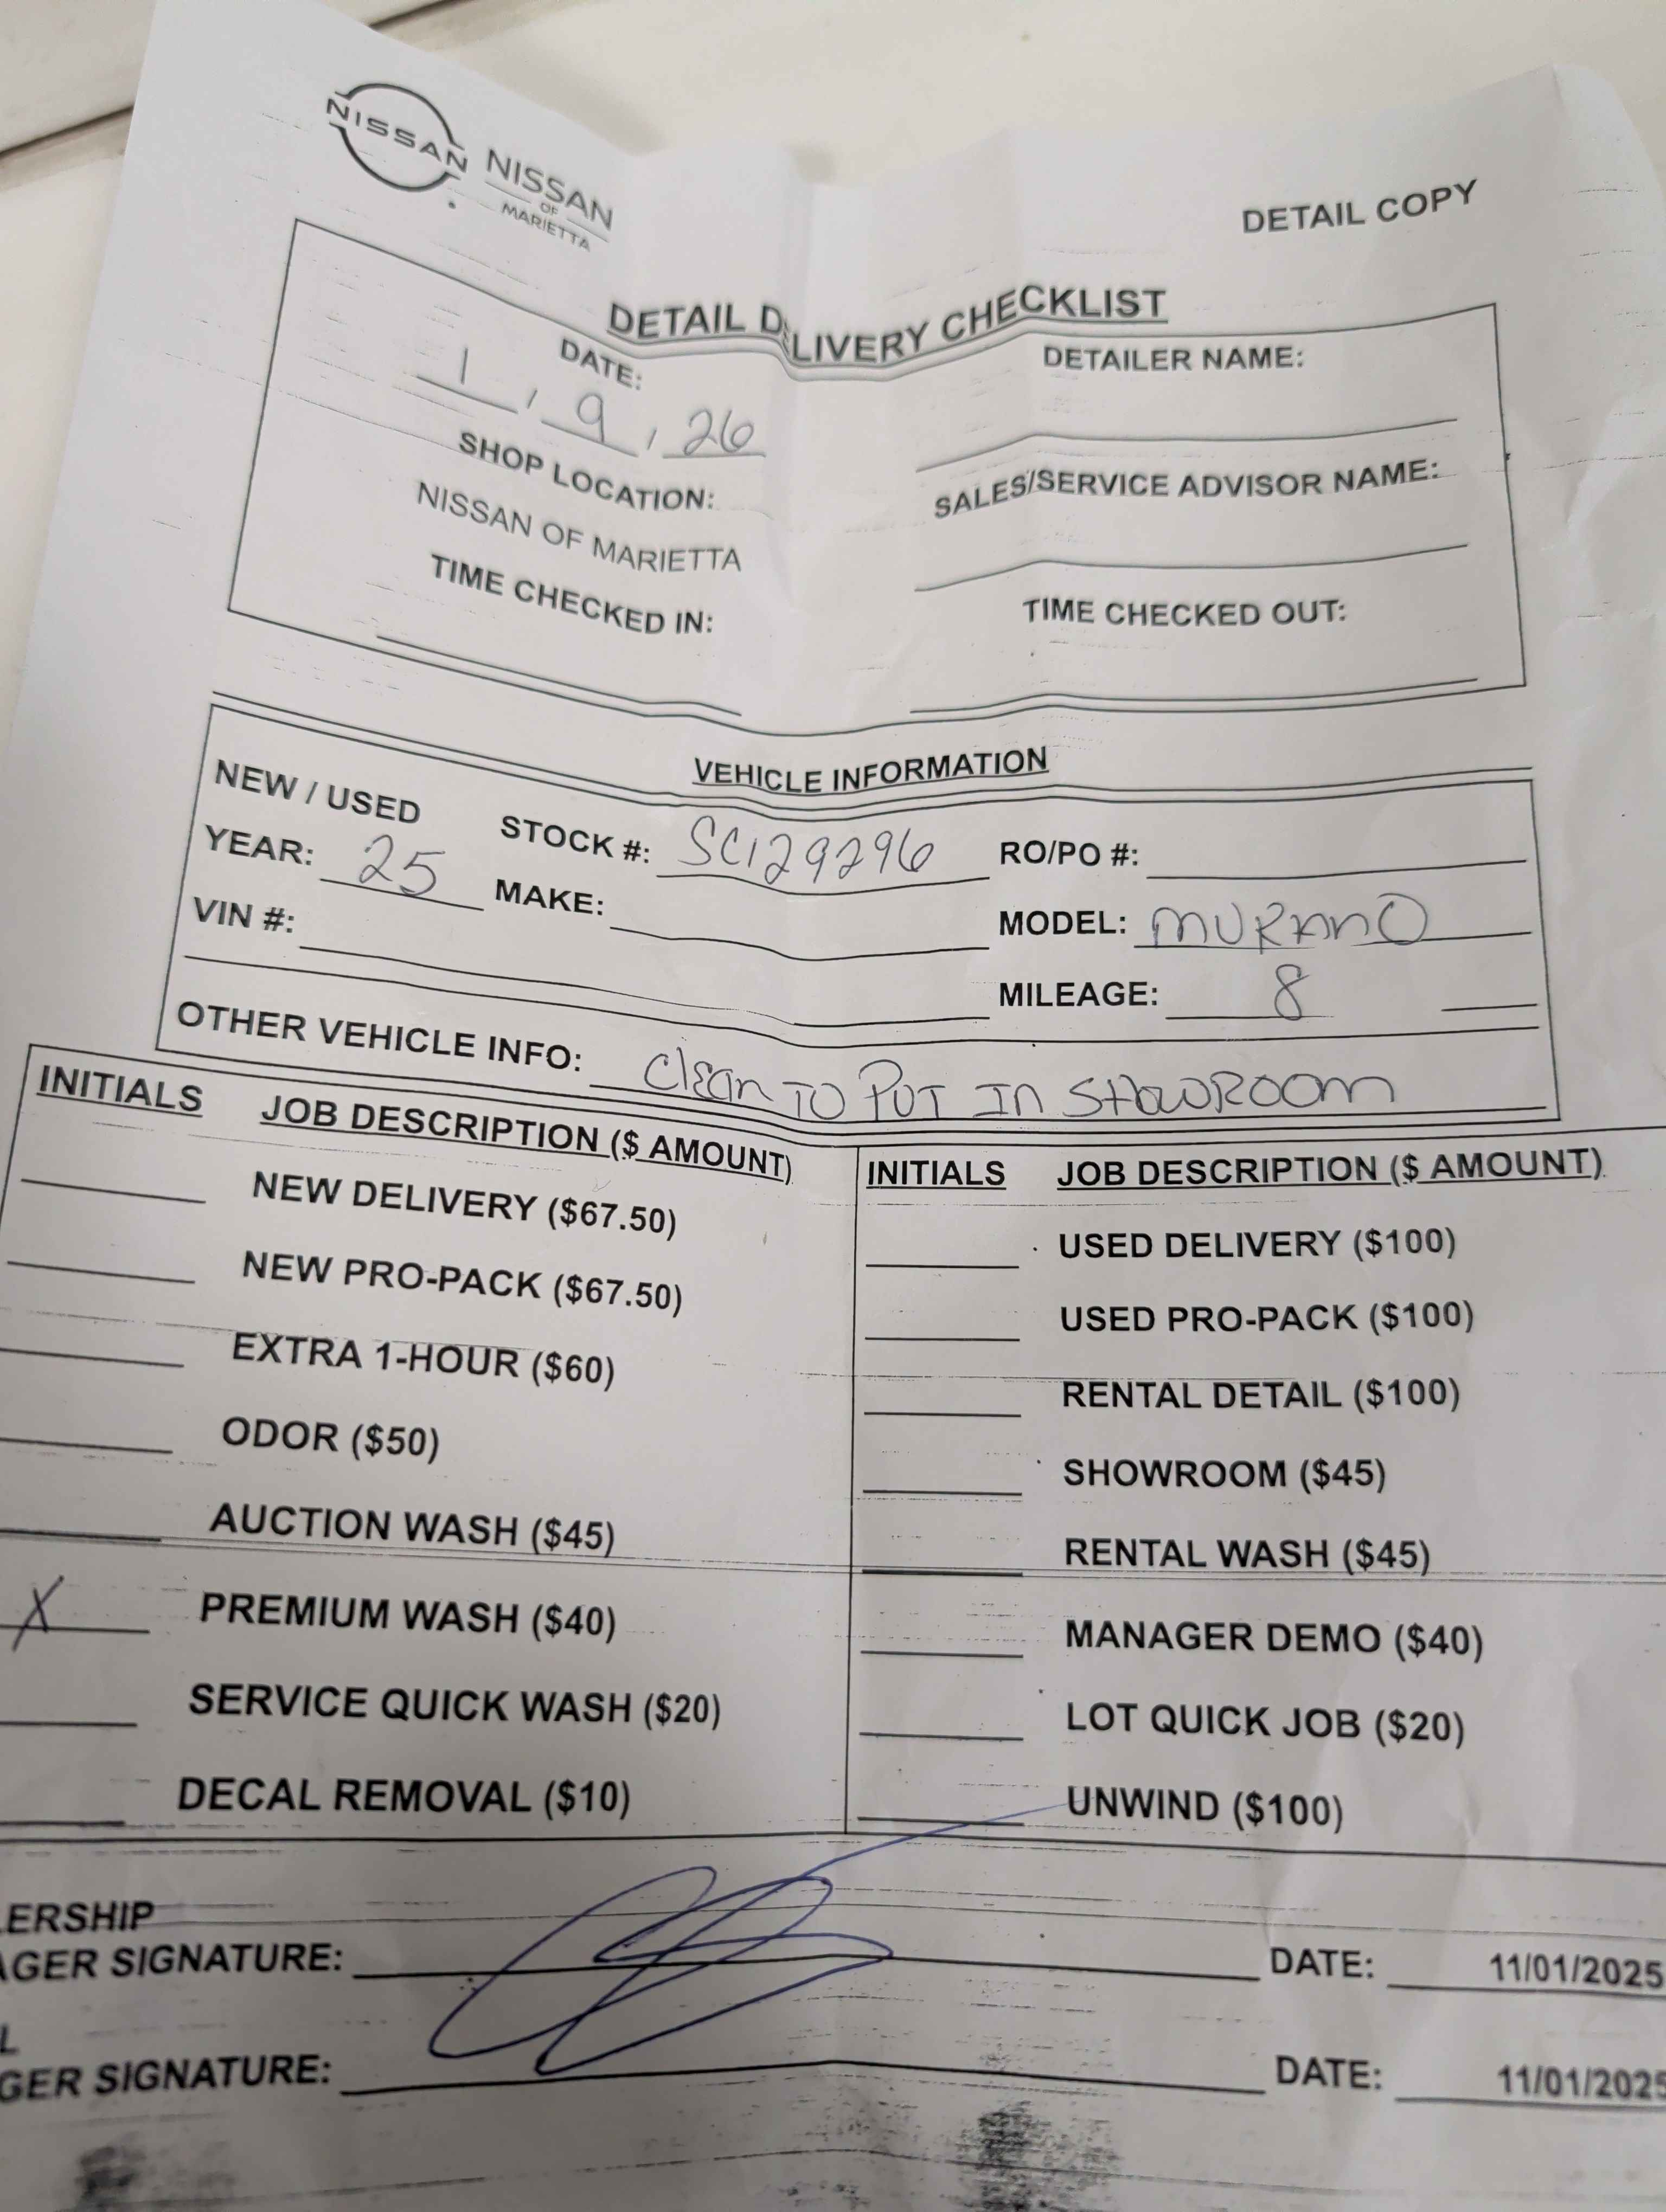 NISSAN
NISSAN
OF
MARIETTA
DETAIL COPY
DETAIL DELIVERY CHECKLIST
DATE:
1 / 9 / 26
DETAILER NAME:
SHOP LOCATION:
NISSAN OF MARIETTA
SALES/SERVICE ADVISOR NAME:
TIME CHECKED IN:
TIME CHECKED OUT:
VEHICLE INFORMATION
NEW / USED STOCK #: SC129296 RO/PO #:
YEAR: 25 MAKE: MODEL: MURANO
VIN #: MILEAGE: 8
OTHER VEHICLE INFO: Clean TO PUT IN SHOWROOM
INITIALS JOB DESCRIPTION ($ AMOUNT) INITIALS JOB DESCRIPTION ($ AMOUNT)
NEW DELIVERY ($67.50) USED DELIVERY ($100)
NEW PRO-PACK ($67.50) USED PRO-PACK ($100)
EXTRA 1-HOUR ($60) RENTAL DETAIL ($100)
ODOR ($50) SHOWROOM ($45)
AUCTION WASH ($45) RENTAL WASH ($45)
X PREMIUM WASH ($40) MANAGER DEMO ($40)
SERVICE QUICK WASH ($20) LOT QUICK JOB ($20)
DECAL REMOVAL ($10) UNWIND ($100)
LERSHIP
AGER SIGNATURE: DATE: 11/01/2025
L
GER SIGNATURE: DATE: 11/01/2025